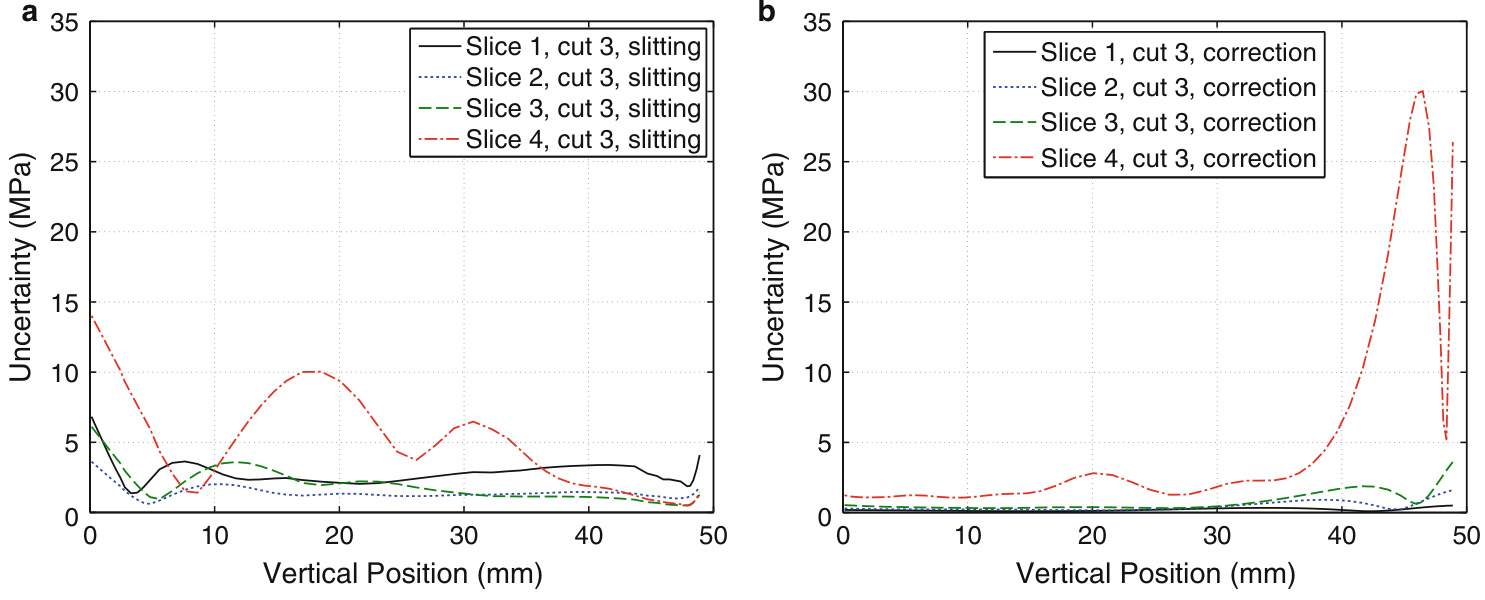 a
35
30
25
20
15
10
5
0
Uncertainty (MPa)
Slice 1, cut 3, slitting
Slice 2, cut 3, slitting
Slice 3, cut 3, slitting
Slice 4, cut 3, slitting
0 10 20 30 40 50
Vertical Position (mm)
b
35
30
25
20
15
10
5
0
Uncertainty (MPa)
Slice 1, cut 3, correction
Slice 2, cut 3, correction
Slice 3, cut 3, correction
Slice 4, cut 3, correction
0 10 20 30 40 50
Vertical Position (mm)